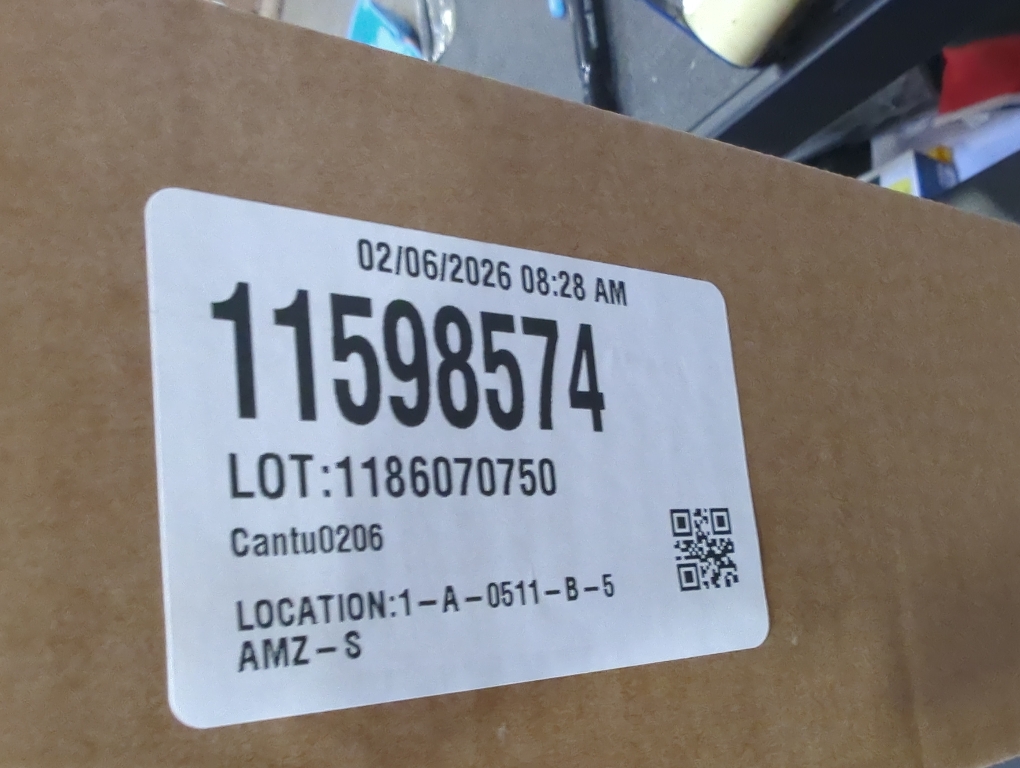 02/06/2026 08:28 AM
11598574
LOT:1186070750
Cantu0206
LOCATION:1-A-0511-B-5
AMZ-S